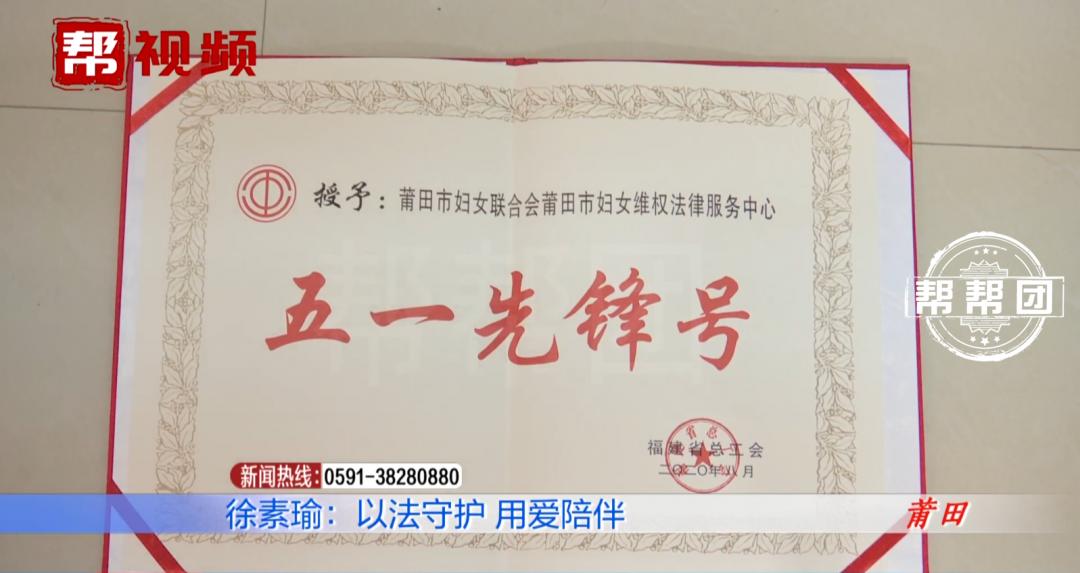 帮视频
授予：莆田市妇女联合会莆田市妇女维权法律服务中心
五一先锋号
帮帮团
福建省总工会
二〇二〇年八月
新闻热线：0591-38280880
徐素瑜：以法守护 用爱陪伴
莆田